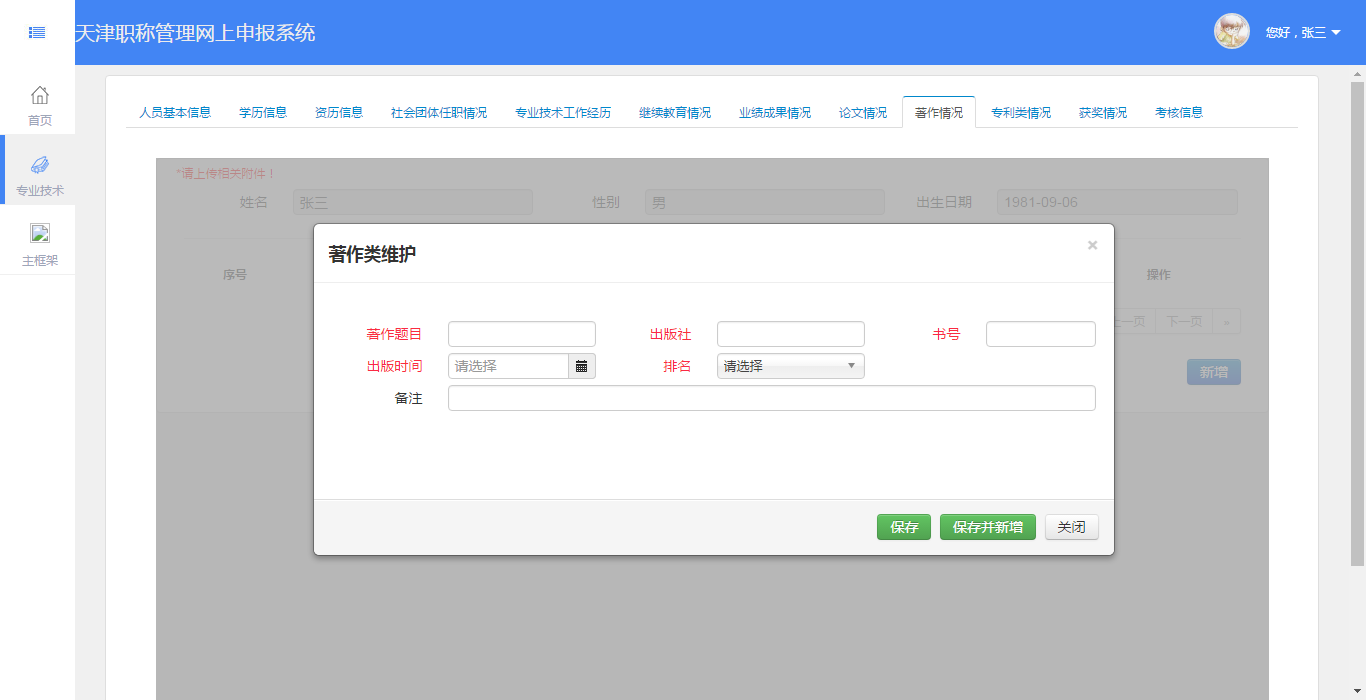 天津职称管理网上申报系统
您好，张三
首页
专业技术
主框架
人员基本信息 学历信息 资历信息 社会团体任职情况 专业技术工作经历 继续教育情况 业绩成果情况 论文情况 著作情况 专利类情况 获奖情况 考核信息
*请上传相关附件！
姓名 张三 性别 男 出生日期 1981-09-06
著作类维护 ×
序号 操作
著作题目 出版社 书号
一页 下一页 »
出版时间 请选择 排名 请选择
新增
备注
保存 保存并新增 关闭